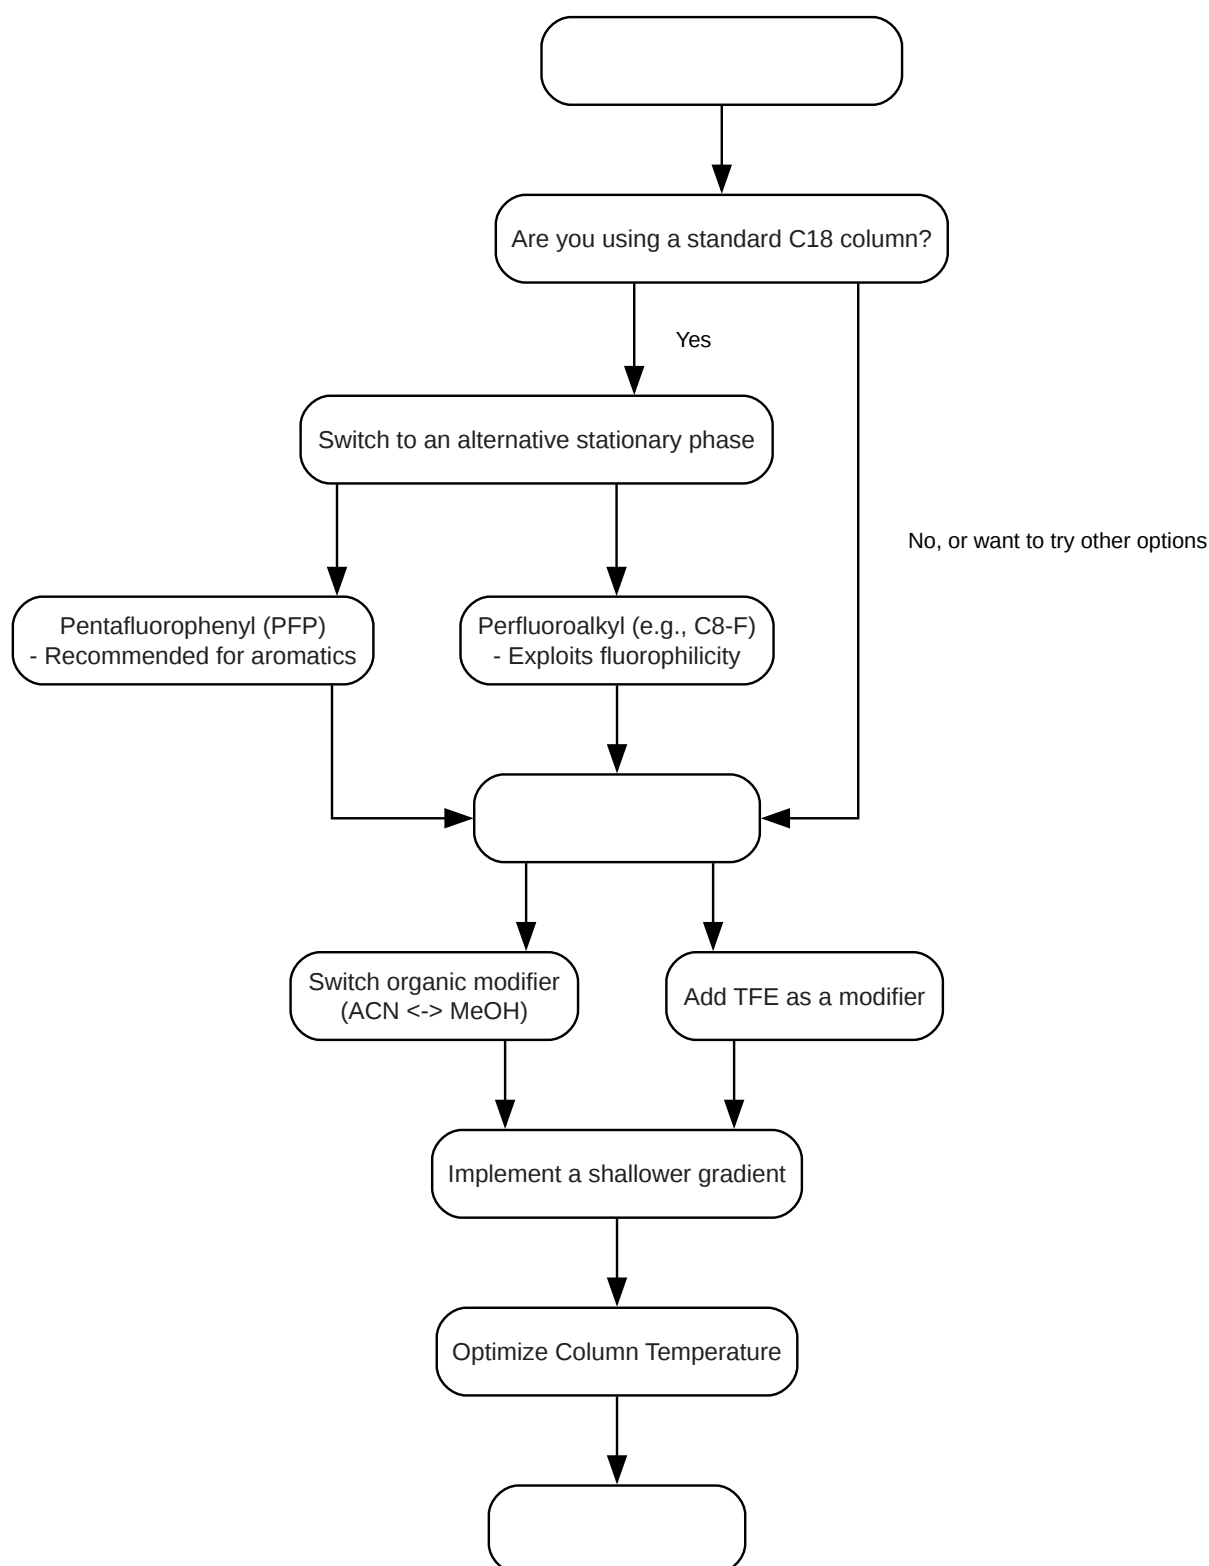 Are you using a standard C18 column?
Yes
Switch to an alternative stationary phase
No, or want to try other options
Pentafluorophenyl (PFP)
- Recommended for aromatics
Perfluoroalkyl (e.g., C8-F)
- Exploits fluorophilicity
Switch organic modifier
(ACN <-> MeOH)
Add TFE as a modifier
Implement a shallower gradient
Optimize Column Temperature